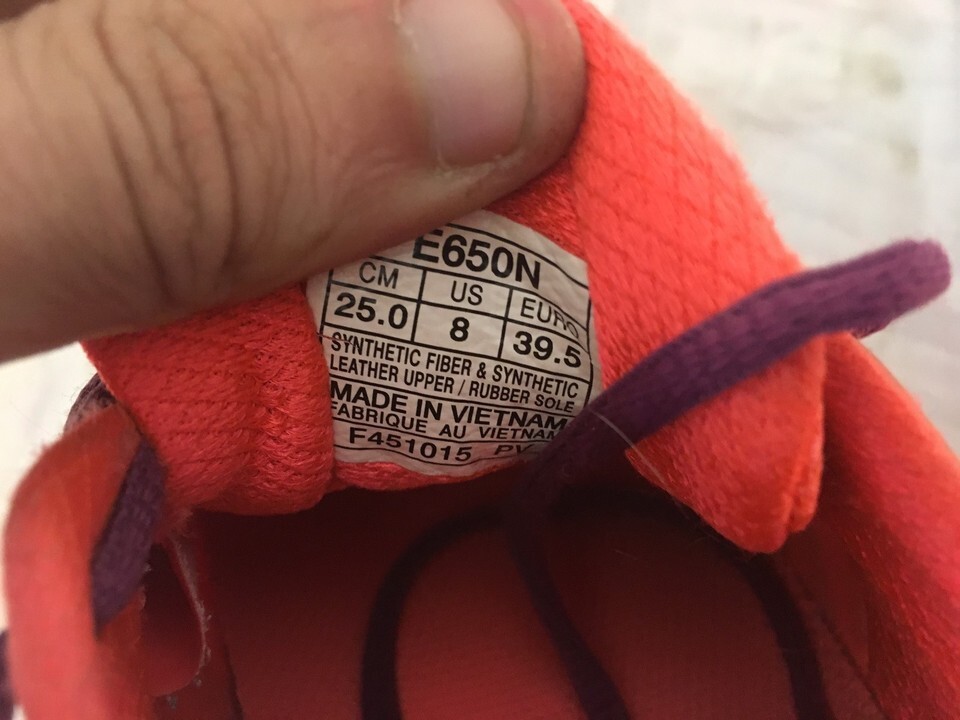 E650N
CM US EURO
25.0 8 39.5
SYNTHETIC FIBER & SYNTHETIC
LEATHER UPPER / RUBBER SOLE
MADE IN VIETNAM
FABRIQUE AU VIETNAM
F451015